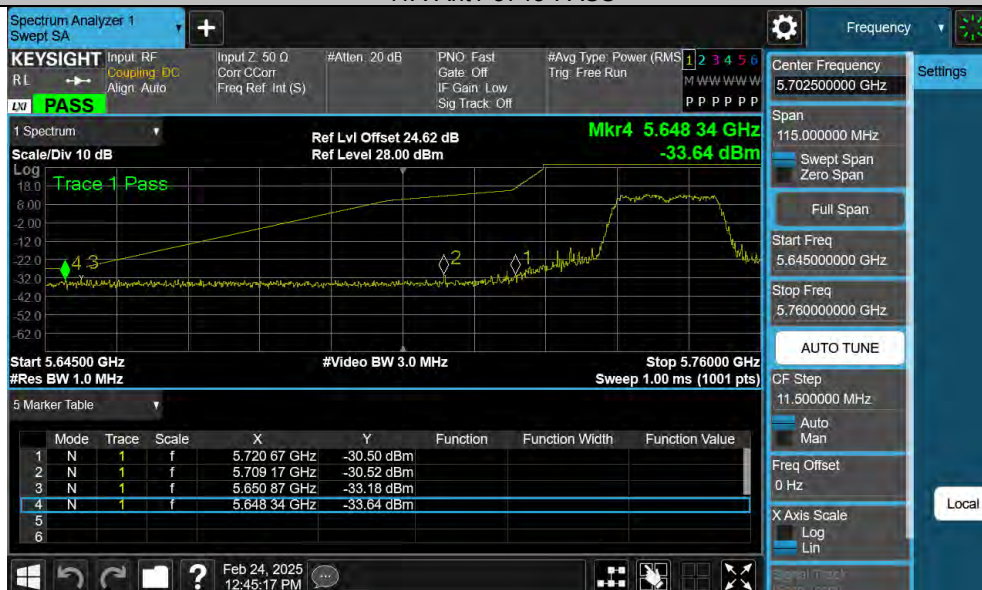 Spectrum Analyzer 1
Swept SA
Frequency
KEYSIGHT
Input: RF
Coupling: DC
Align: Auto
Input Z: 50 Ω
Corr CCorr
Freq Ref: Int (S)
#Atten: 20 dB
PNO: Fast
Gate: Off
IF Gain: Low
Sig Track: Off
#Avg Type: Power (RMS
Trig: Free Run
1 2 3 4 5 6
M W W W W W
P P P P P P
R L
LXI PASS
1 Spectrum
Ref Lvl Offset 24.62 dB
Mkr4 5.648 34 GHz
Scale/Div 10 dB
Ref Level 28.00 dBm
-33.64 dBm
Log
Trace 1 Pass
18.0
8.00
-2.00
-12.0
-22.0
-32.0
-42.0
-52.0
-62.0
4 3
2
1
Start 5.64500 GHz
#Video BW 3.0 MHz
Stop 5.76000 GHz
#Res BW 1.0 MHz
Sweep 1.00 ms (1001 pts)
5 Marker Table
Mode Trace Scale X Y Function Function Width Function Value
1 N 1 f 5.720 67 GHz -30.50 dBm
2 N 1 f 5.709 17 GHz -30.52 dBm
3 N 1 f 5.650 87 GHz -33.18 dBm
4 N 1 f 5.648 34 GHz -33.64 dBm
5
6
Feb 24, 2025
12:45:17 PM
Center Frequency
5.702500000 GHz
Span
115.000000 MHz
Swept Span
Zero Span
Full Span
Start Freq
5.645000000 GHz
Stop Freq
5.760000000 GHz
AUTO TUNE
CF Step
11.500000 MHz
Auto
Man
Freq Offset
0 Hz
X Axis Scale
Log
Lin
Signal Track
Settings
Local